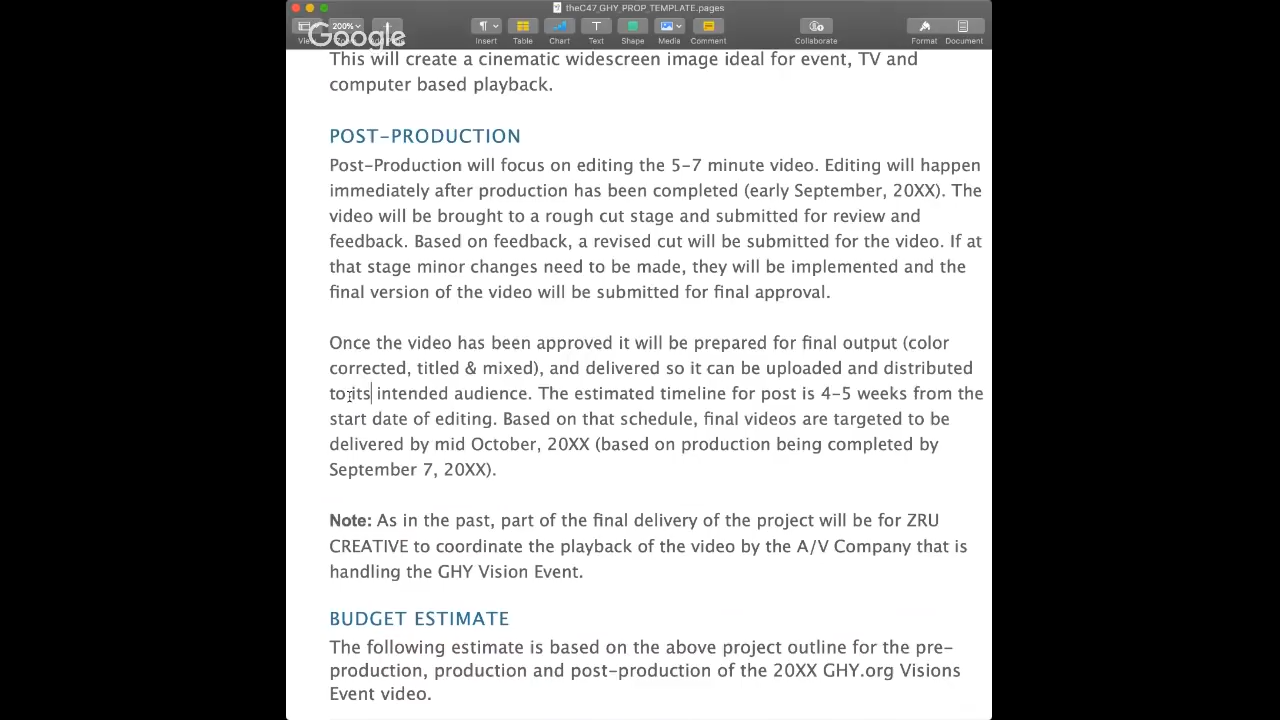 theC47_GHY_PROP_TEMPLATE.pages
200%
View
Google
Insert
Table
Chart
Text
Shape
Media
Comment
Collaborate
Format
Document
This will create a cinematic widescreen image ideal for event, TV and
computer based playback.
POST-PRODUCTION
Post-Production will focus on editing the 5-7 minute video. Editing will happen
immediately after production has been completed (early September, 20XX). The
video will be brought to a rough cut stage and submitted for review and
feedback. Based on feedback, a revised cut will be submitted for the video. If at
that stage minor changes need to be made, they will be implemented and the
final version of the video will be submitted for final approval.
Once the video has been approved it will be prepared for final output (color
corrected, titled & mixed), and delivered so it can be uploaded and distributed
to its intended audience. The estimated timeline for post is 4-5 weeks from the
start date of editing. Based on that schedule, final videos are targeted to be
delivered by mid October, 20XX (based on production being completed by
September 7, 20XX).
Note: As in the past, part of the final delivery of the project will be for ZRU
CREATIVE to coordinate the playback of the video by the A/V Company that is
handling the GHY Vision Event.
BUDGET ESTIMATE
The following estimate is based on the above project outline for the pre-
production, production and post-production of the 20XX GHY.org Visions
Event video.